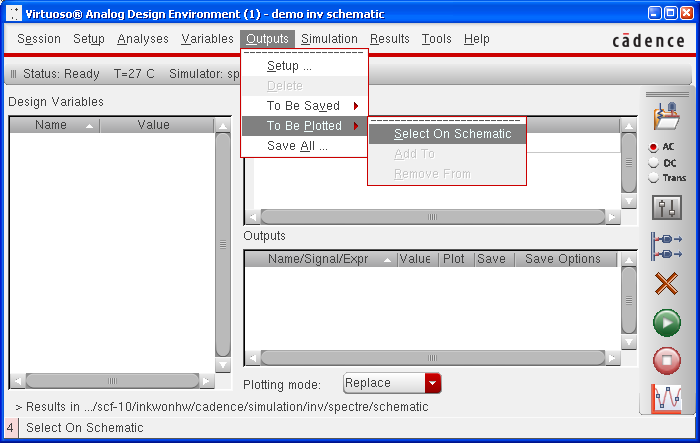 Virtuoso® Analog Design Environment (1) - demo inv schematic
Session Setup Analyses Variables Outputs Simulation Results Tools Help
cādence
Status: Ready T=27 C Simulator: sp
Setup ...
Delete
To Be Saved
To Be Plotted
Save All ...
Select On Schematic
Add To
Remove From
Design Variables
Name Value
AC
DC
Trans
Outputs
Name/Signal/Expr Value Plot Save Save Options
Plotting mode: Replace
> Results in .../scf-10/inkwonhw/cadence/simulation/inv/spectre/schematic
4 Select On Schematic